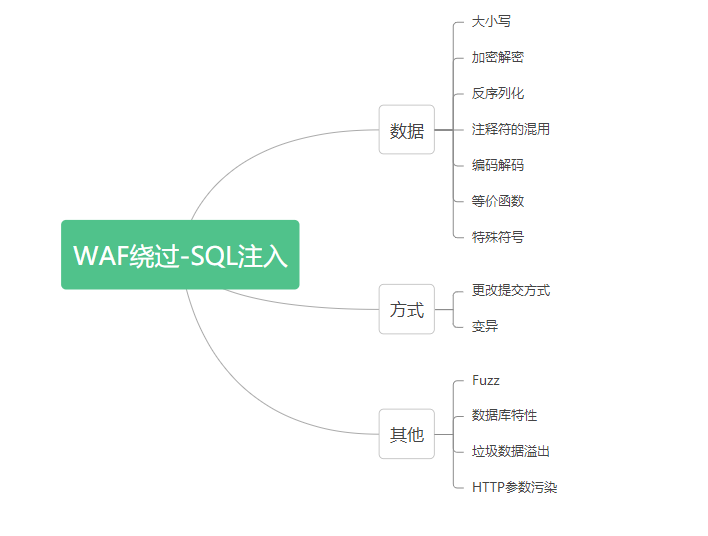 WAF绕过-SQL注入
数据
大小写
加密解密
反序列化
注释符的混用
编码解码
等价函数
特殊符号
方式
更改提交方式
变异
其他
Fuzz
数据库特性
垃圾数据溢出
HTTP参数污染